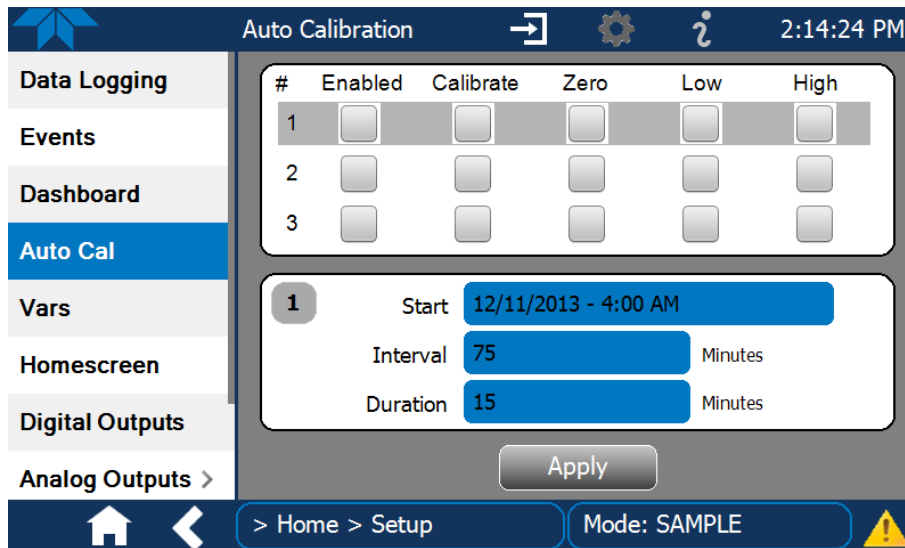 Auto Calibration 2:14:24 PM
Data Logging
Events
Dashboard
Auto Cal
Vars
Homescreen
Digital Outputs
Analog Outputs >
# Enabled Calibrate Zero Low High
1
2
3
1 Start 12/11/2013 - 4:00 AM
Interval 75 Minutes
Duration 15 Minutes
Apply
> Home > Setup Mode: SAMPLE